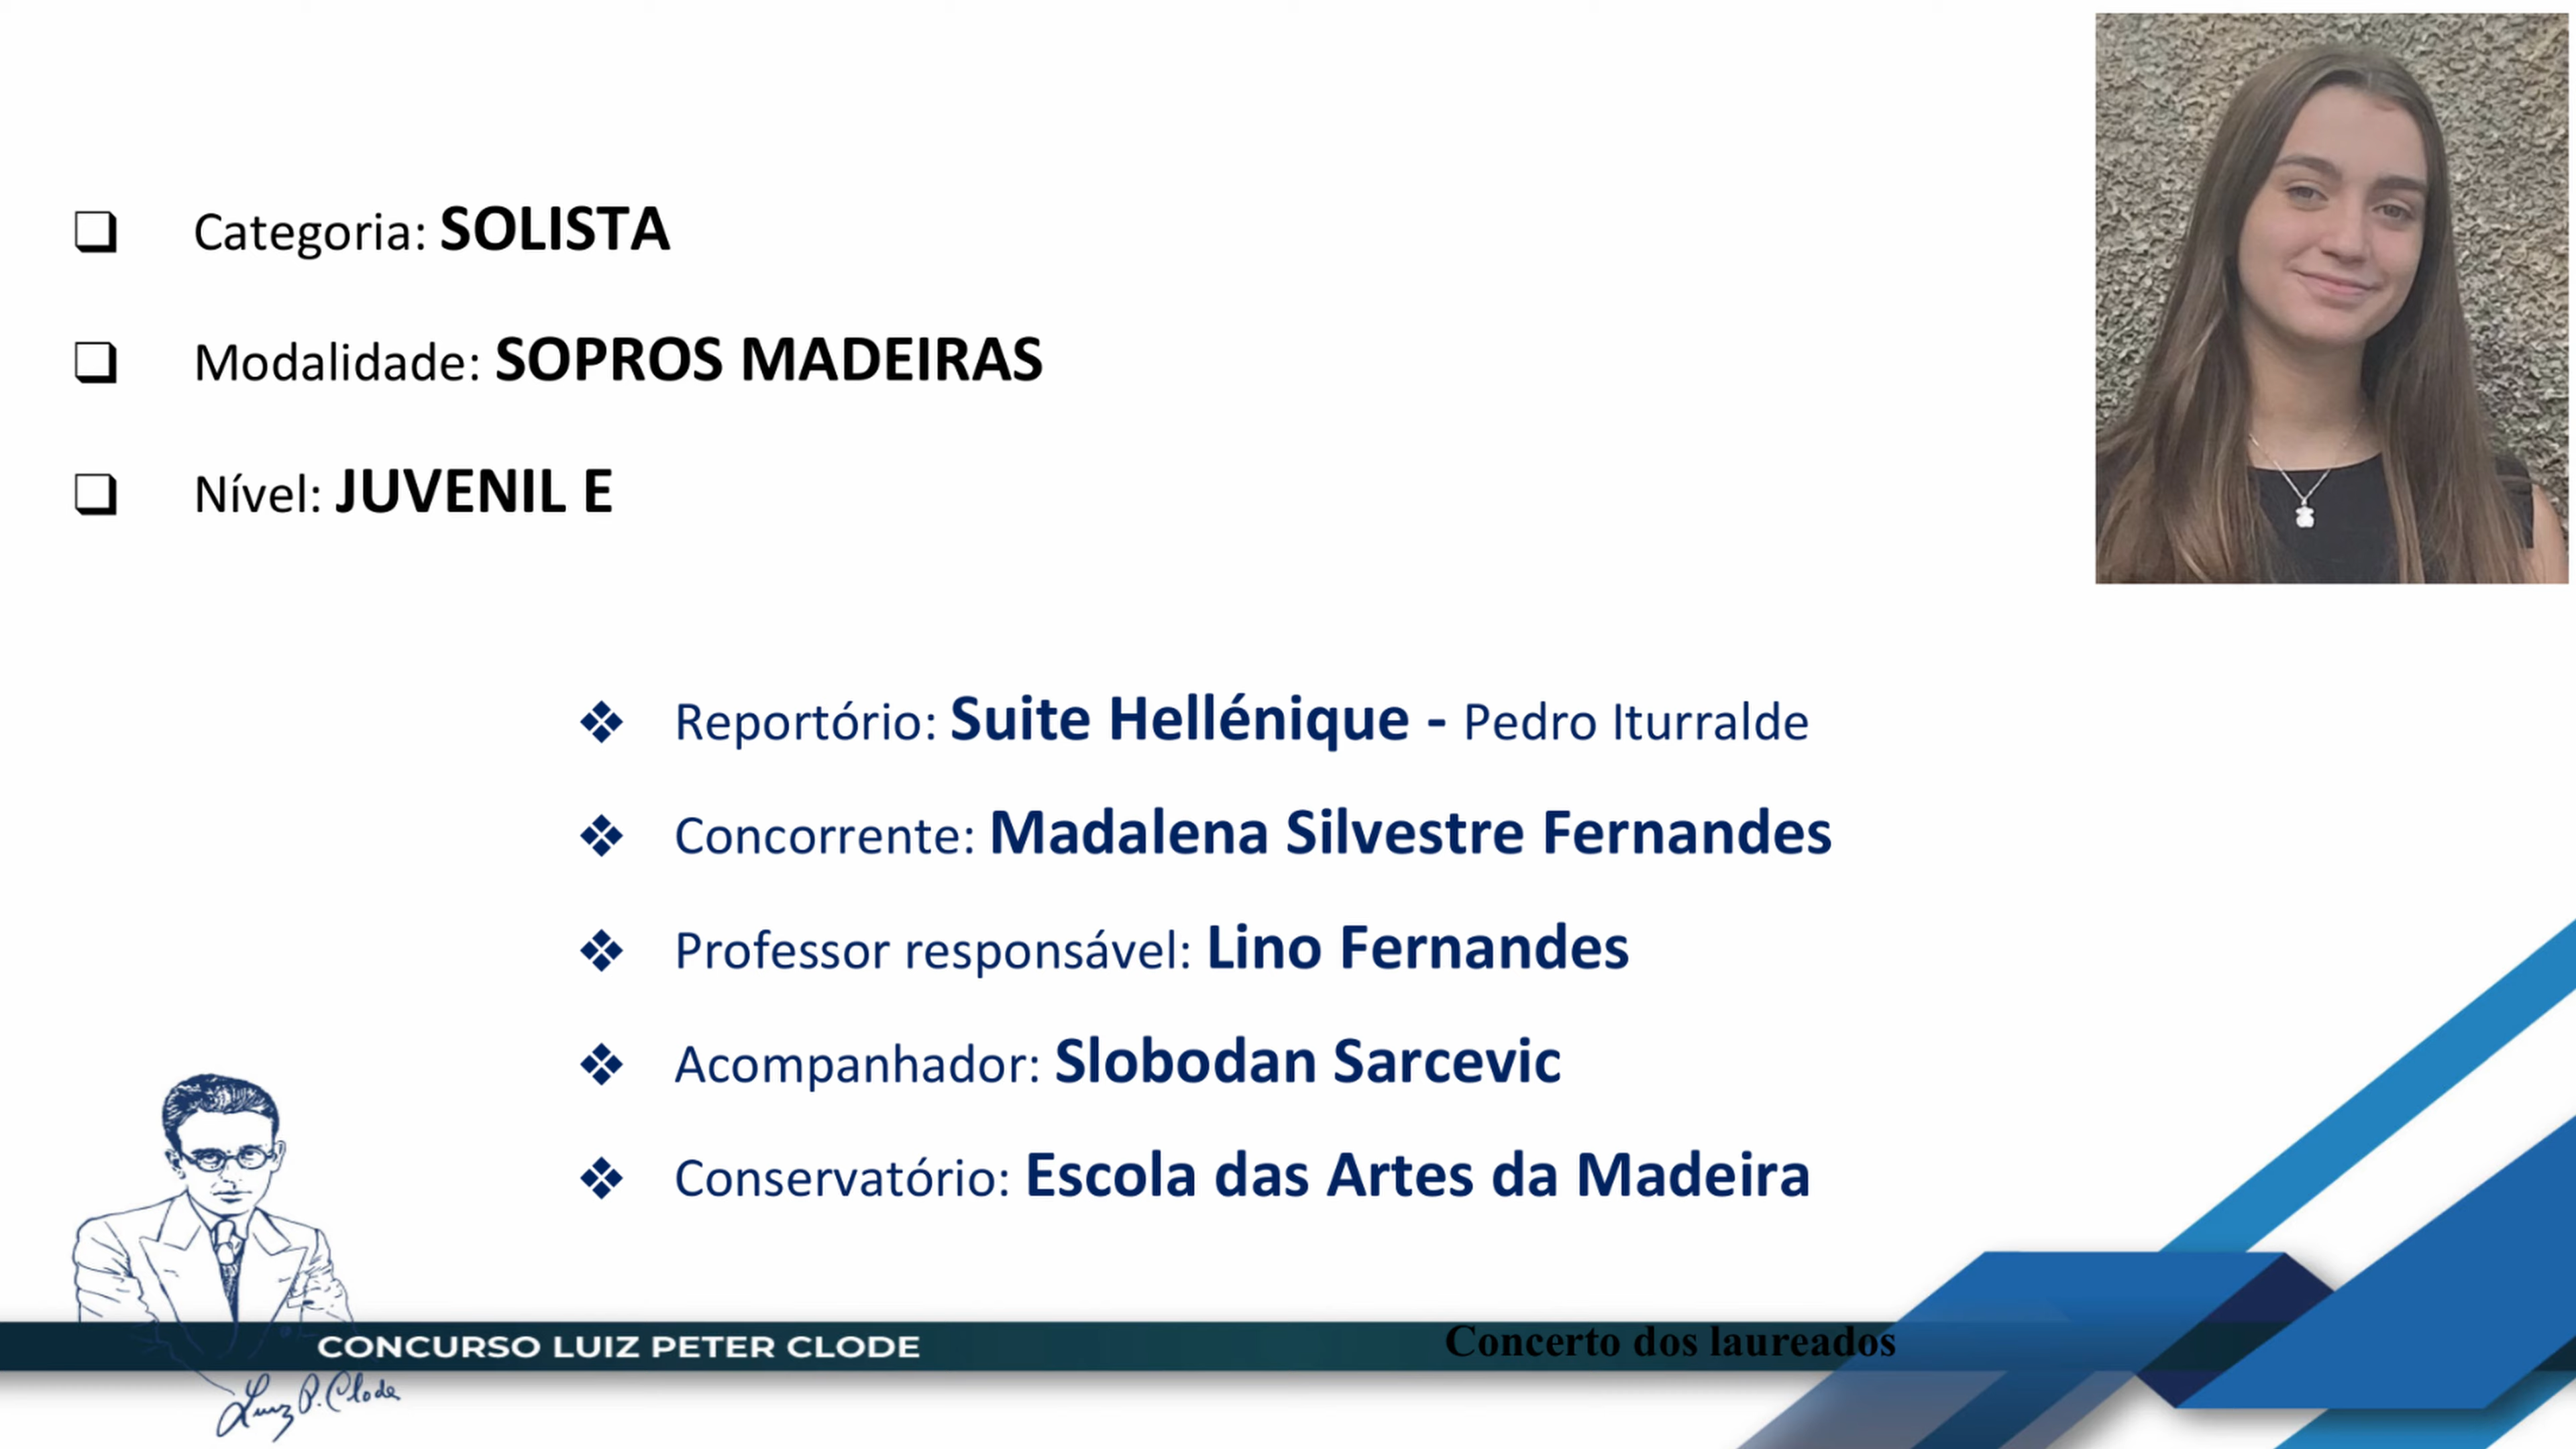 Categoria: SOLISTA
Modalidade: SOPROS MADEIRAS
Nível: JUVENIL E
Reportório: Suite Hellénique - Pedro Iturralde
Concorrente: Madalena Silvestre Fernandes
Professor responsável: Lino Fernandes
Acompanhador: Slobodan Sarcevic
Conservatório: Escola das Artes da Madeira
CONCURSO LUIZ PETER CLODE
Concerto dos laureados
Luiz P. Clode